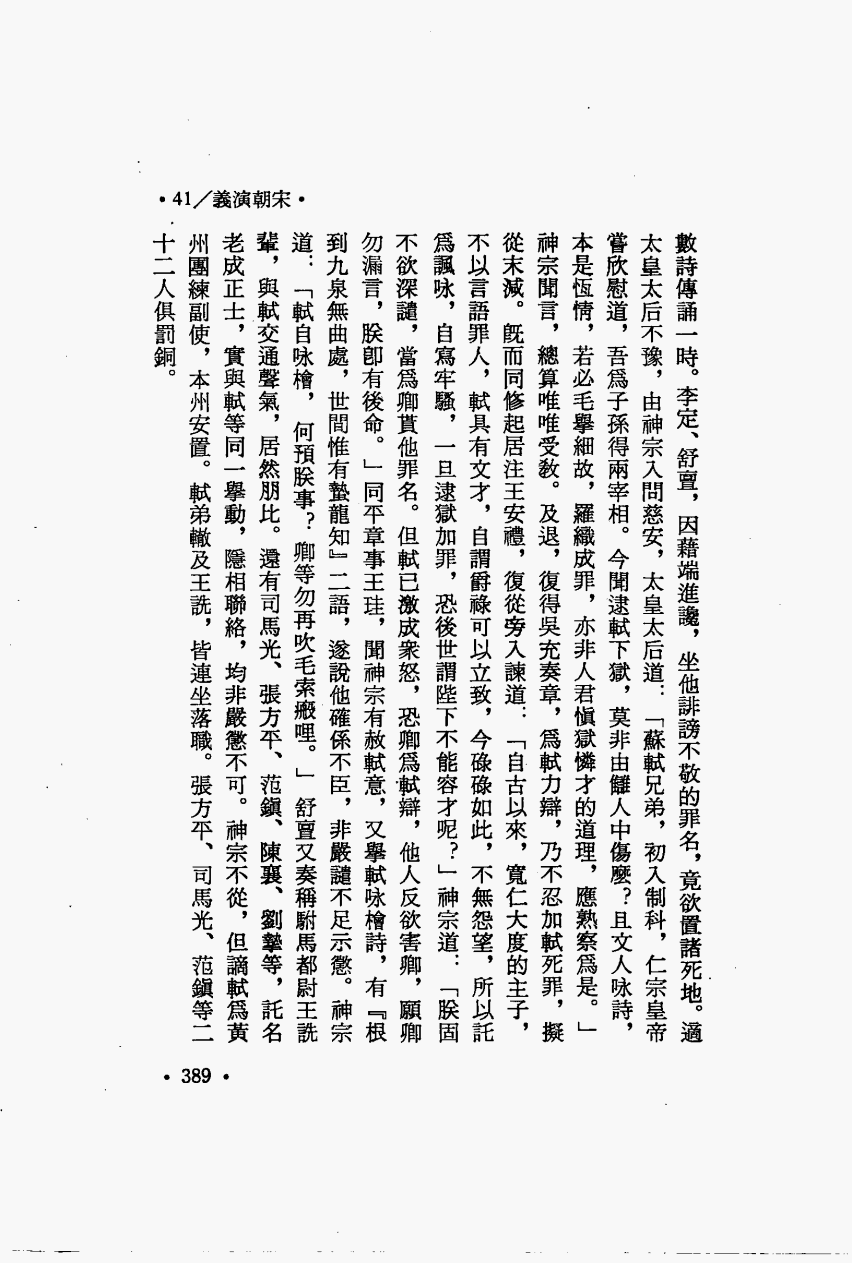 •41╱義演朝宋•
數詩傳誦一時。李定、舒亶，因藉端進讒，坐他誹謗不敬的罪名，竟欲置諸死地。適
太皇太后不豫，由神宗入問慈安，太皇太后道：「蘇軾兄弟，初入制科，仁宗皇帝
嘗欣慰道，吾爲子孫得兩宰相。今聞逮軾下獄，莫非由讎人中傷麼？且文人咏詩，
本是恆情，若必毛舉細故，羅織成罪，亦非人君愼獄憐才的道理，應熟察爲是。」
神宗聞言，總算唯唯受敎。及退，復得吳充奏章，爲軾力辯，乃不忍加軾死罪，擬
從末減。旣而同修起居注王安禮，復從旁入諫道：「自古以來，寬仁大度的主子，
不以言語罪人，軾具有文才，自謂爵祿可以立致，今碌碌如此，不無怨望，所以託
爲諷咏，自寫牢騷，一旦逮獄加罪，恐後世謂陛下不能容才呢？」神宗道：「朕固
不欲深譴，當爲卿貰他罪名。但軾已激成衆怒，恐卿爲軾辯，他人反欲害卿，願卿
勿漏言，朕卽有後命。」同平章事王珪，聞神宗有赦軾意，又舉軾咏檜詩，有『根
到九泉無曲處，世間惟有蟄龍知』二語，遂說他確係不臣，非嚴譴不足示懲。神宗
道：「軾自咏檜，何預朕事？卿等勿再吹毛索瘢哩。」舒亶又奏稱駙馬都尉王詵
輩，與軾交通聲氣，居然朋比。還有司馬光、張方平、范鎭、陳襄、劉摯等，託名
老成正士，實與軾等同一舉動，隱相聯絡，均非嚴懲不可。神宗不從，但謫軾爲黃
州團練副使，本州安置。軾弟轍及王詵，皆連坐落職。張方平、司馬光、范鎭等二
十二人俱罰銅。
•389•